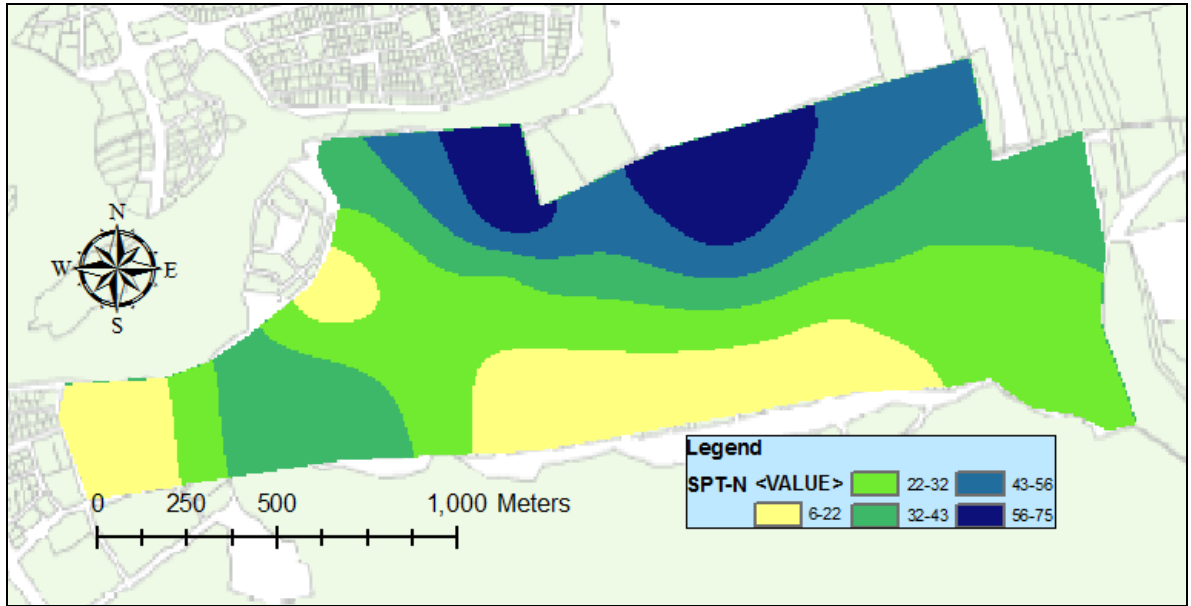 N
W E
S
0 250 500 1,000 Meters
Legend
SPT-N <VALUE> 22-32 43-56
6-22 32-43 56-75